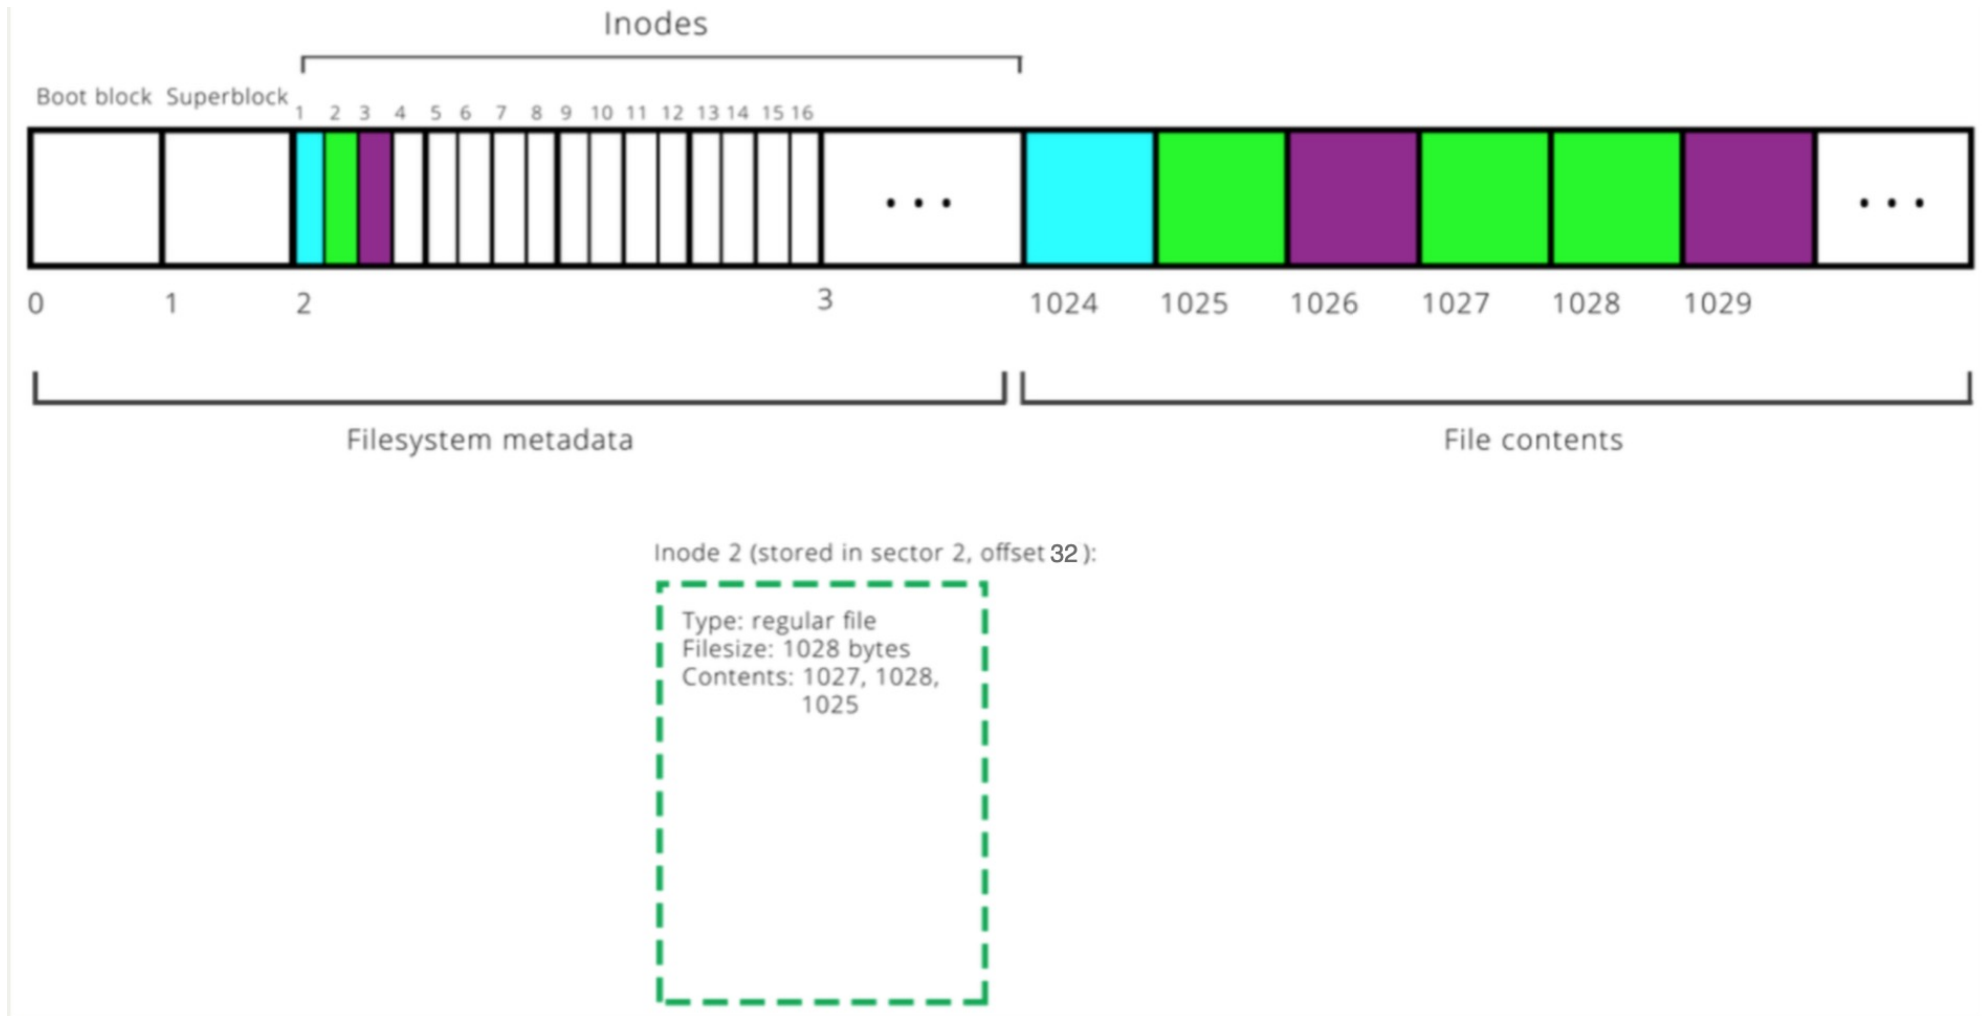 Inodes
Boot block Superblock 1 2 3 4 5 6 7 8 9 10 11 12 13 14 15 16
. . .
. . .
0 1 2 3 1024 1025 1026 1027 1028 1029
Filesystem metadata
File contents
Inode 2 (stored in sector 2, offset 32 ):
Type: regular file
Filesize: 1028 bytes
Contents: 1027, 1028,
1025